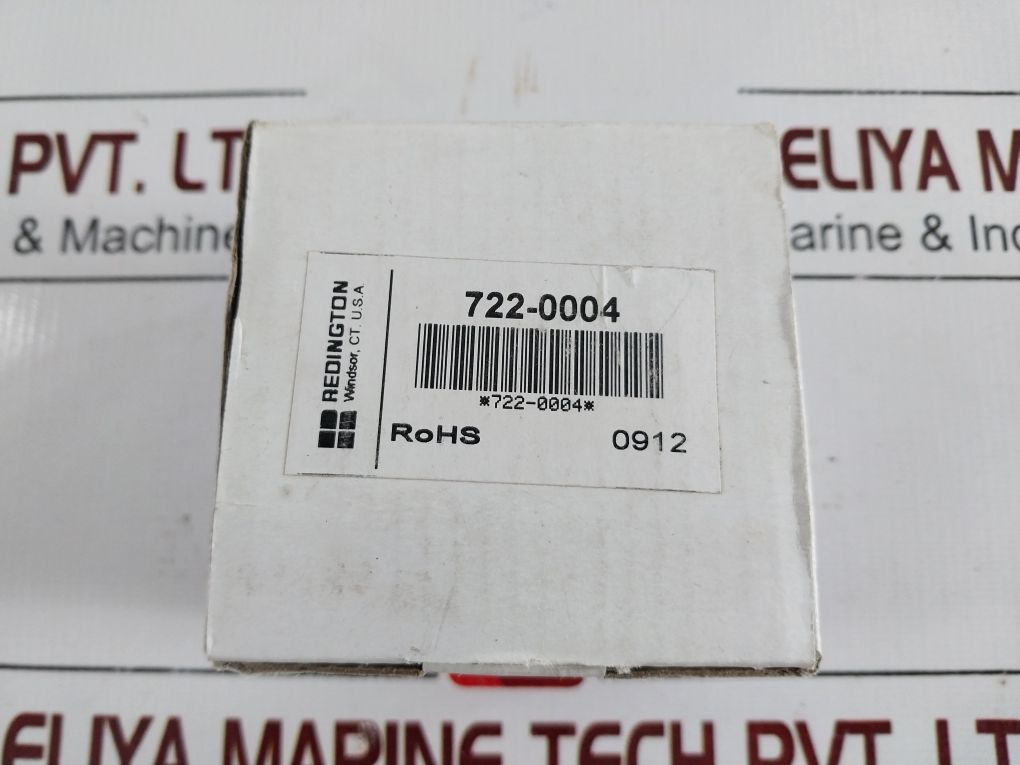 PVT. LT
& Machine
ELIYA M
arine & Ind
REDINGTON
Windsor, CT. U.S.A
722-0004
*722-0004*
RoHS
0912
ELIYA MARINE TECH PVT. LT